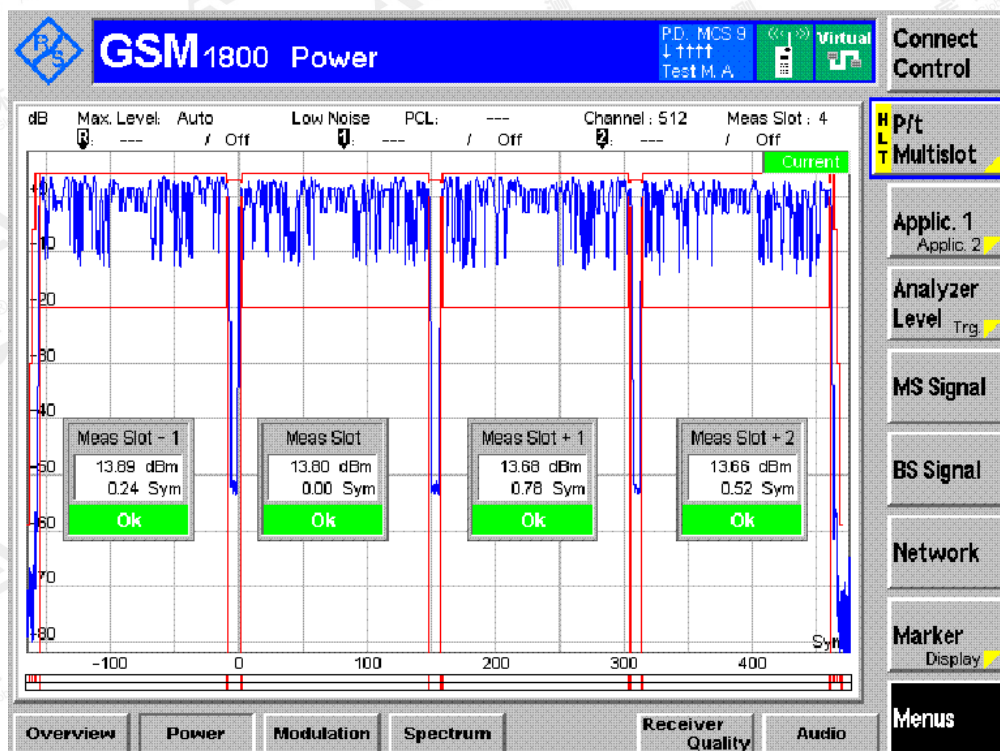 R/S
GSM1800 Power
P.D. MCS 9
↓↑↑↑↑
Test M. A
Virtual
Connect Control
dB Max. Level: Auto Low Noise PCL: --- Channel : 512 Meas Slot : 4
R: --- / Off 1: --- / Off 2: --- / Off
Current
H L T
P/t Multislot
Applic. 1
Applic. 2
Analyzer
Level Trg.
MS Signal
BS Signal
Network
Marker
Display
Menus
-10
-20
-30
-40
-50
-60
-70
-80
Meas Slot - 1
13.89 dBm
0.24 Sym
Ok
Meas Slot
13.80 dBm
0.00 Sym
Ok
Meas Slot + 1
13.68 dBm
0.78 Sym
Ok
Meas Slot + 2
13.66 dBm
0.52 Sym
Ok
Sym
-100 0 100 200 300 400
Overview Power Modulation Spectrum Receiver Quality Audio